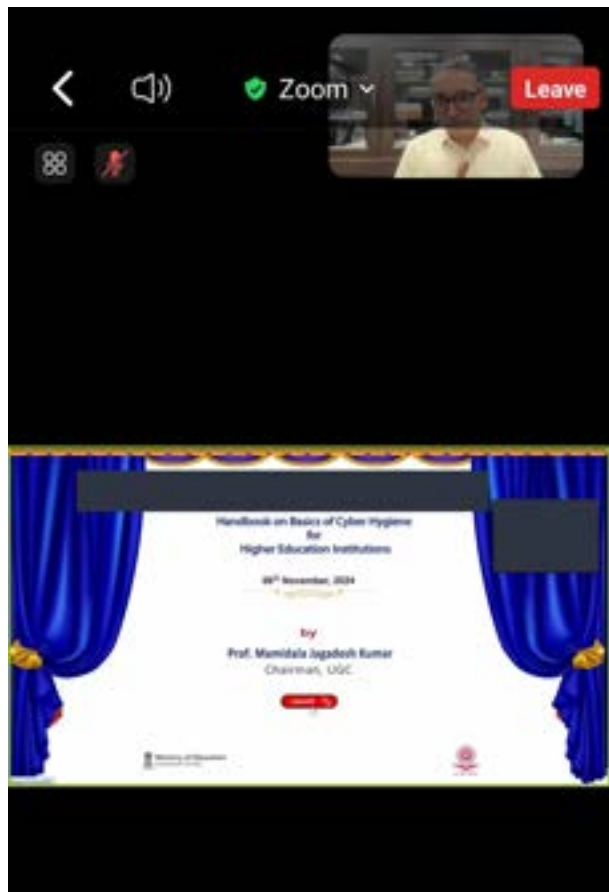 Zoom
Leave
Handbook on Basics of Cyber Hygiene
for
Higher Education Institutions
by
Prof. Mamidala Jagadesh Kumar
Chairman, UGC
Ministry of Education